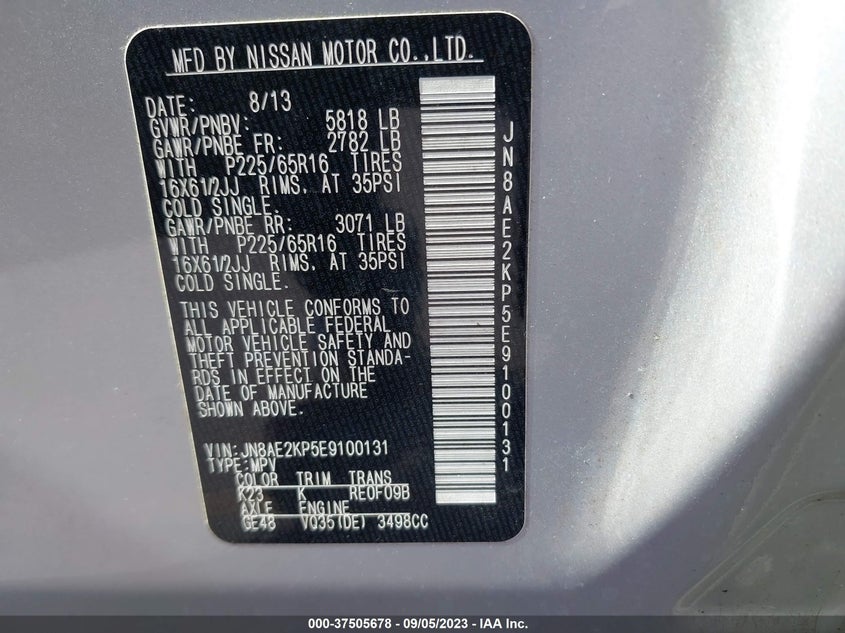 MFD BY NISSAN MOTOR CO.,LTD.
DATE: 8/13
GVWR/PNBV: 5818 LB
GAWR/PNBE FR: 2782 LB
WITH P225/65R16 TIRES
16X61/2JJ RIMS. AT 35PSI
COLD SINGLE.
GAWR/PNBE RR: 3071 LB
WITH P225/65R16 TIRES
16X61/2JJ RIMS. AT 35PSI
COLD SINGLE.
THIS VEHICLE CONFORMS TO
ALL APPLICABLE FEDERAL
MOTOR VEHICLE SAFETY AND
THEFT PREVENTION STANDA-
RDS IN EFFECT ON THE
DATE OF MANUFACTURE
SHOWN ABOVE.
VIN:JN8AE2KP5E9100131
TYPE:MPV
COLOR TRIM TRANS
K23 K RE0F09B
AXLE ENGINE
GE48 VQ35(DE) 3498CC
JN8AE2KP5E9100131
000-37505678 - 09/05/2023 - IAA Inc.